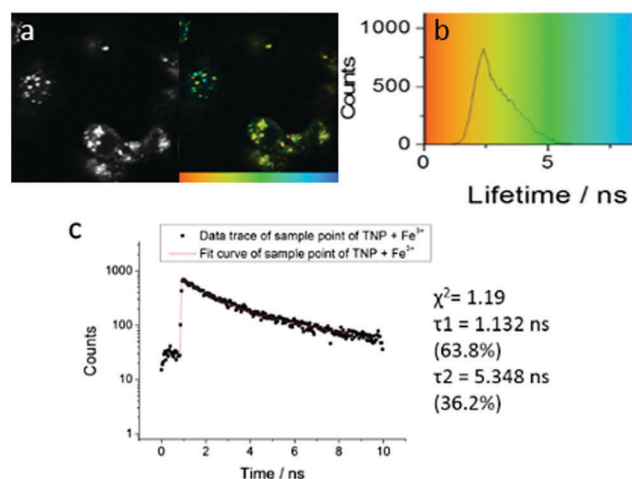 a
b
1000
500
0
Counts
0
5
Lifetime / ns
c
Data trace of sample point of TNP + Fe³⁺
Fit curve of sample point of TNP + Fe³⁺
1000
100
10
1
Counts
0
2
4
6
8
10
Time / ns
χ²= 1.19
τ1 = 1.132 ns
(63.8%)
τ2 = 5.348 ns
(36.2%)